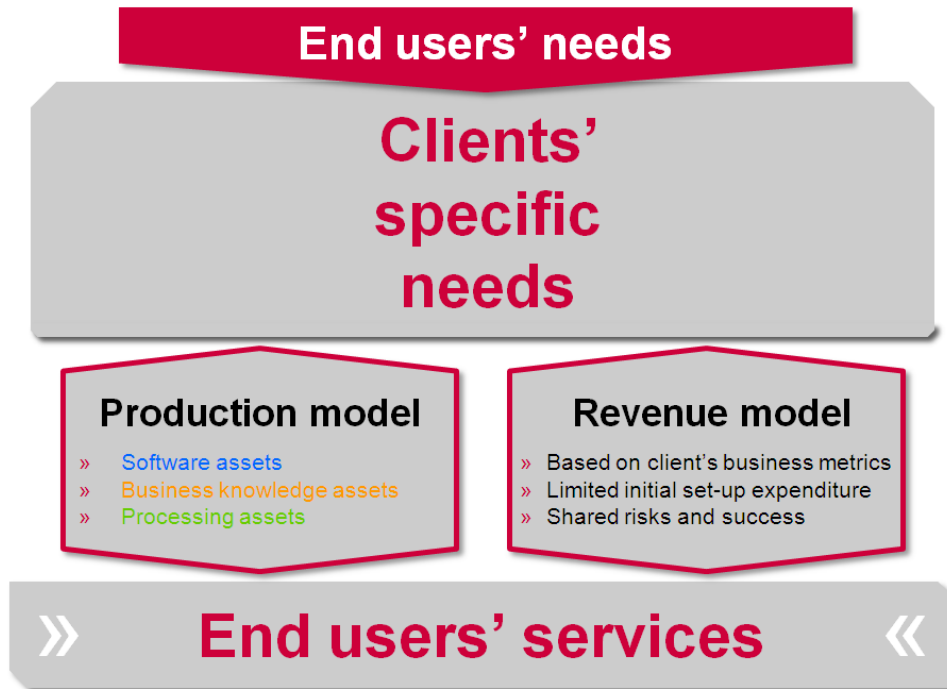 End users’ needs
Clients’
specific
needs
Production model
» Software assets
» Business knowledge assets
» Processing assets
Revenue model
» Based on client’s business metrics
» Limited initial set-up expenditure
» Shared risks and success
» End users’ services «